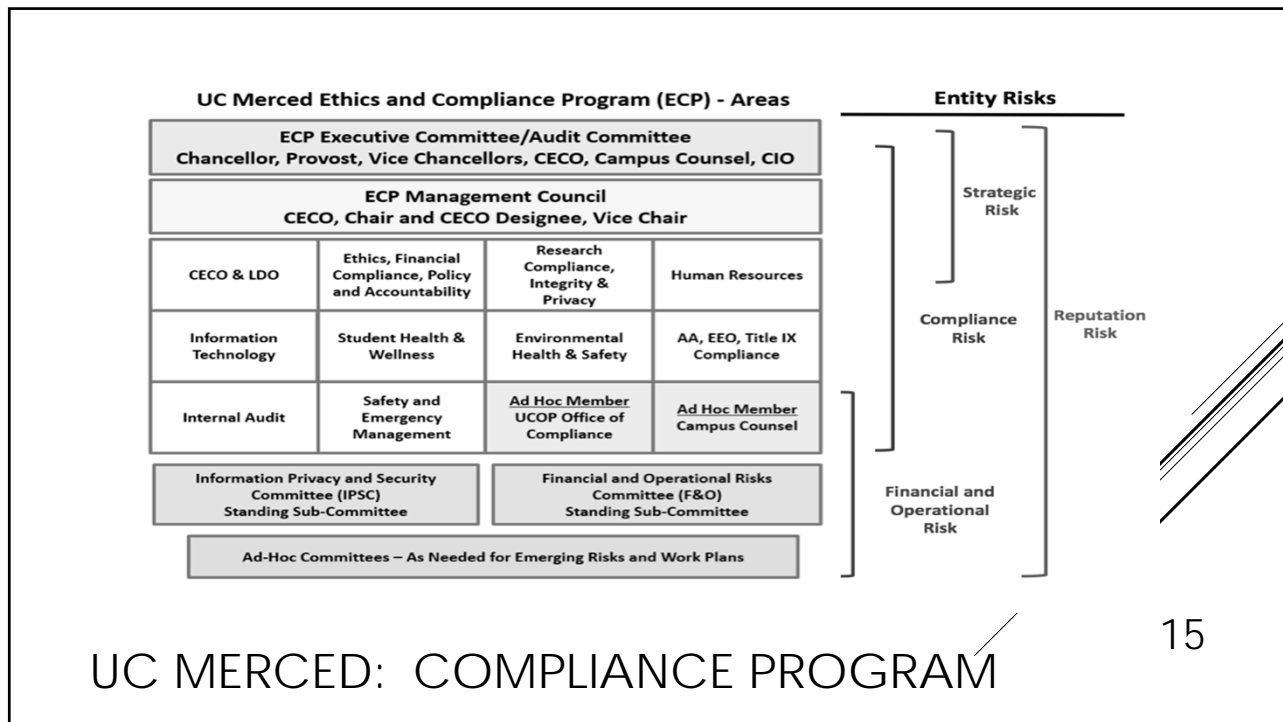 UC Merced Ethics and Compliance Program (ECP) - Areas
Entity Risks
ECP Executive Committee/Audit Committee
Chancellor, Provost, Vice Chancellors, CECO, Campus Counsel, CIO
ECP Management Council
CECO, Chair and CECO Designee, Vice Chair
CECO & LDO
Ethics, Financial
Compliance, Policy
and Accountability
Research
Compliance,
Integrity &
Privacy
Human Resources
Information
Technology
Student Health &
Wellness
Environmental
Health & Safety
AA, EEO, Title IX
Compliance
Internal Audit
Safety and
Emergency
Management
Ad Hoc Member
UCOP Office of
Compliance
Ad Hoc Member
Campus Counsel
Information Privacy and Security
Committee (IPSC)
Standing Sub-Committee
Financial and Operational Risks
Committee (F&O)
Standing Sub-Committee
Ad-Hoc Committees – As Needed for Emerging Risks and Work Plans
Strategic
Risk
Compliance
Risk
Reputation
Risk
Financial and
Operational
Risk
UC MERCED: COMPLIANCE PROGRAM
15